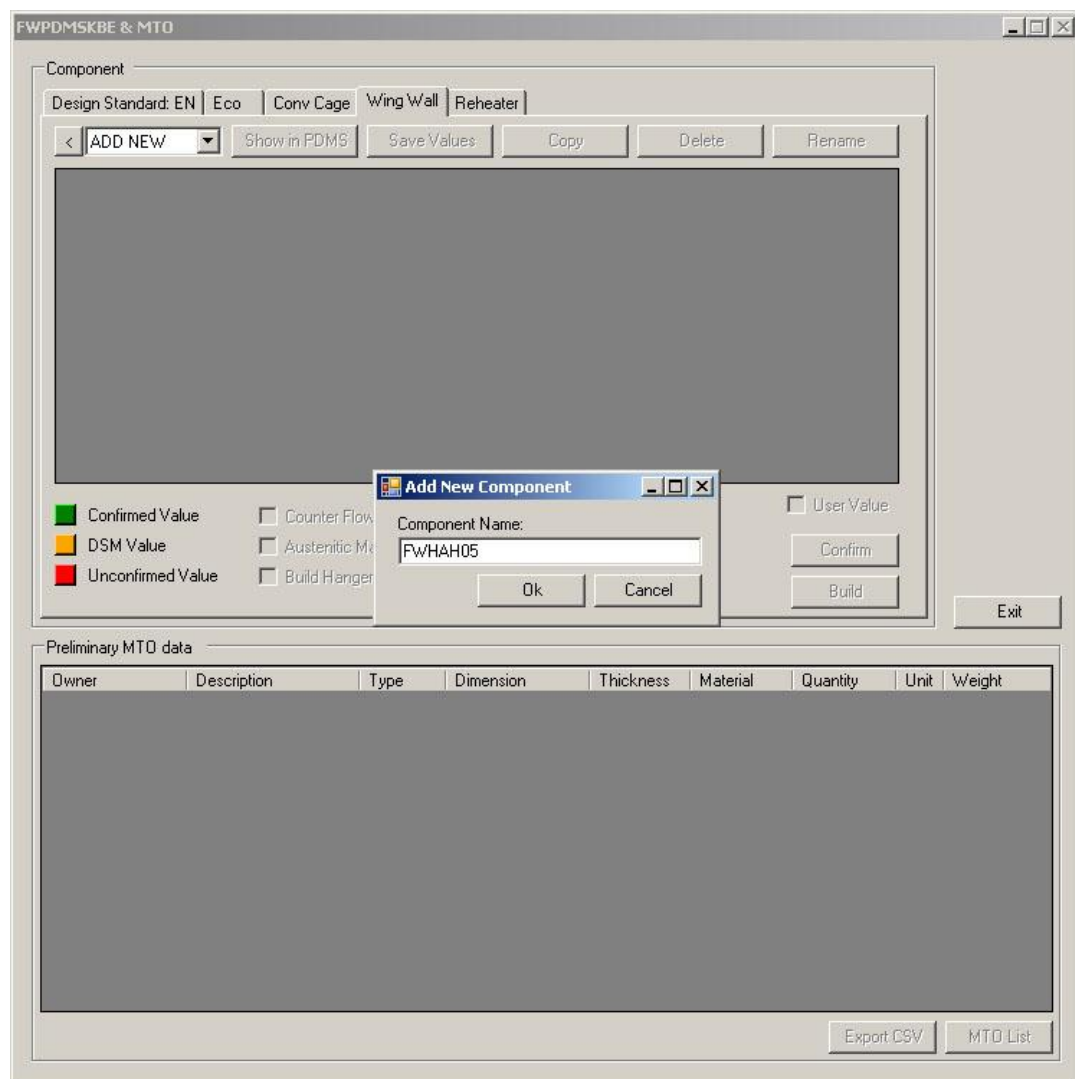 FWPDMSKBE & MTO
Component
Design Standard: EN Eco Conv Cage Wing Wall Reheater
< ADD NEW Show in PDMS Save Values Copy Delete Rename
Add New Component
Component Name:
FWHAH05
Ok Cancel
Confirmed Value Counter Flow User Value
DSM Value Austenitic Ma Confirm
Unconfirmed Value Build Hanger Build
Exit
Preliminary MTO data
Owner Description Type Dimension Thickness Material Quantity Unit Weight
Export CSV MTO List